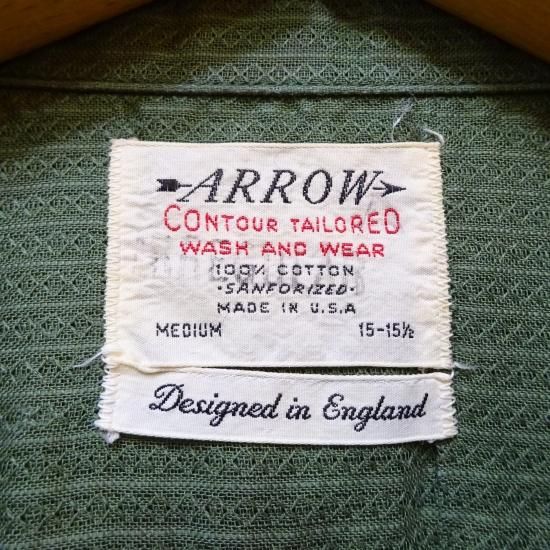 ARROW
CONTOUR TAILORED
WASH AND WEAR
100% COTTON
·SANFORIZED·
MADE IN U.S.A
MEDIUM 15-15½
Designed in England